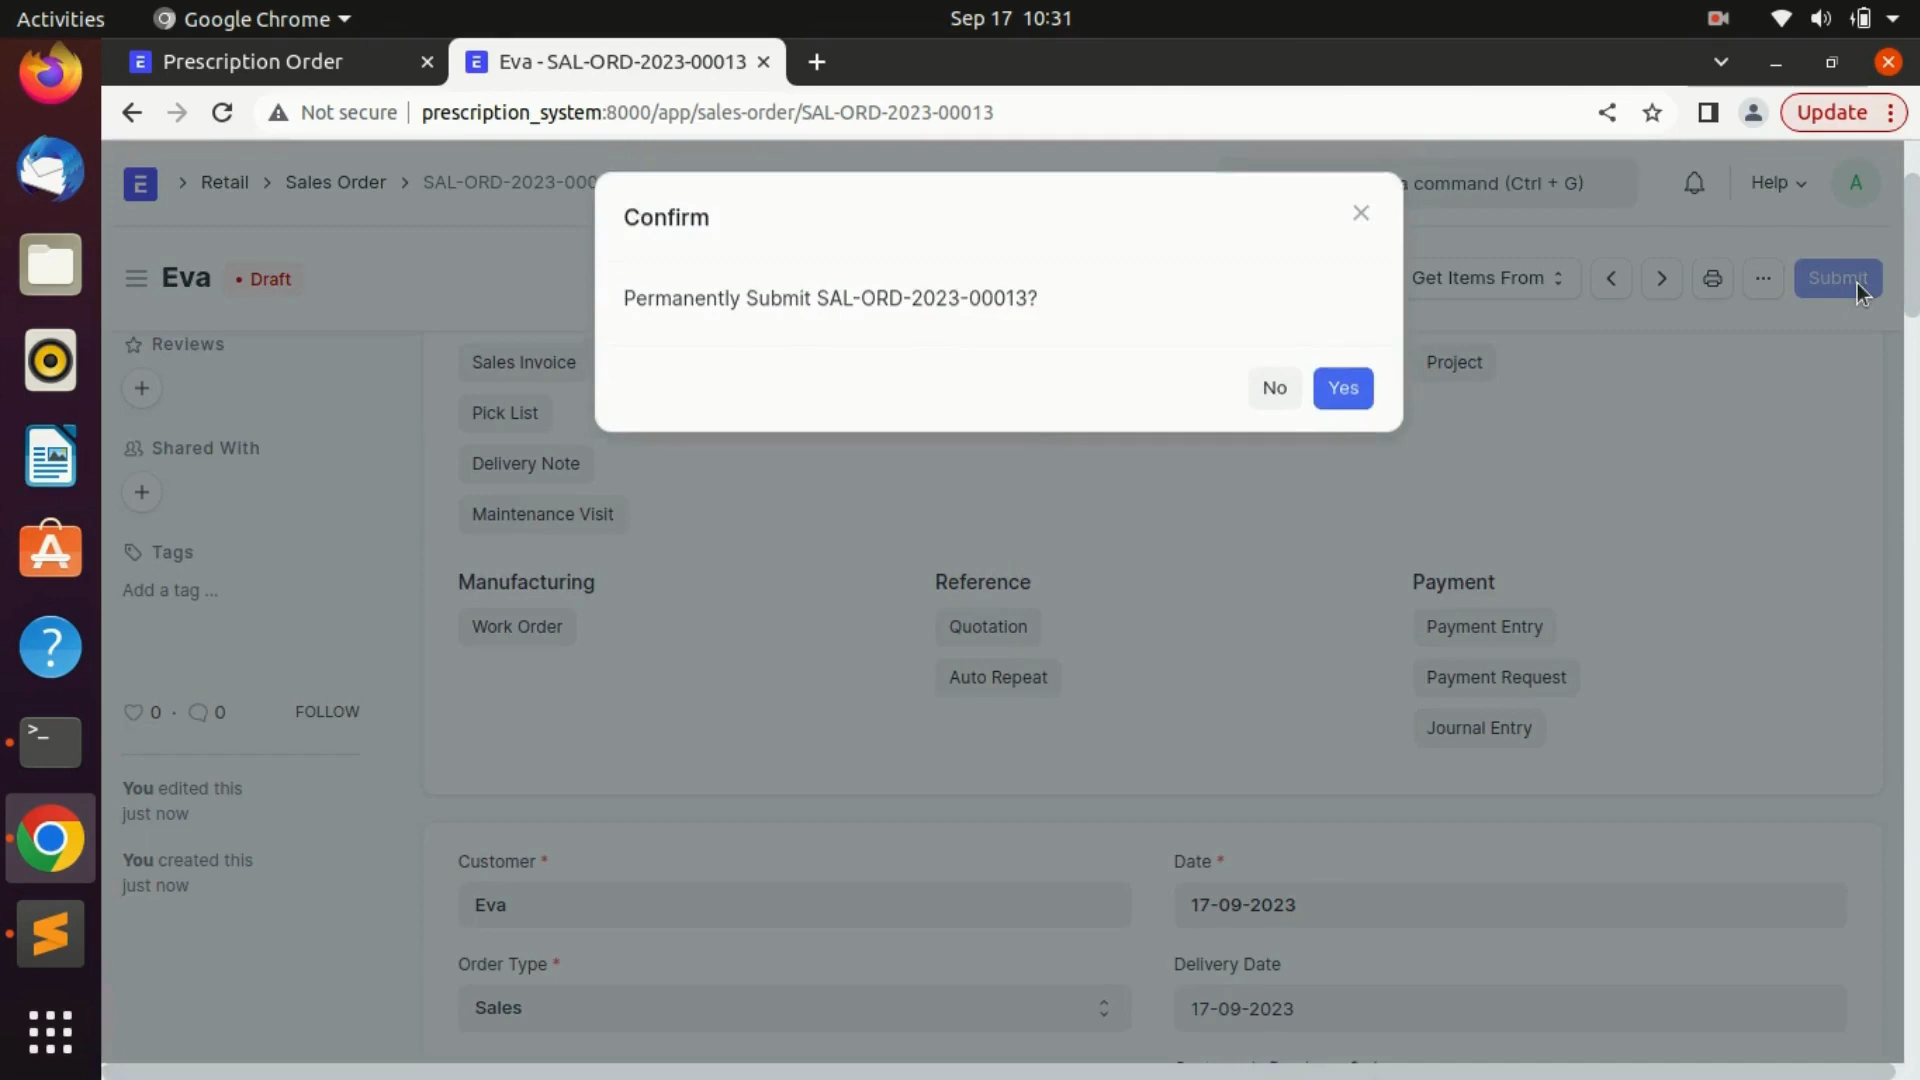 Activities
Google Chrome
Sep 17 10:31
Prescription Order
Eva - SAL-ORD-2023-00013
Not secure
prescription_system:8000/app/sales-order/SAL-ORD-2023-00013
Update
E
Retail
Sales Order
SAL-ORD-2023-000
a command (Ctrl + G)
Help
A
Confirm
Permanently Submit SAL-ORD-2023-00013?
No
Yes
Eva
• Draft
Get Items From
Submit
Reviews
Shared With
Tags
Add a tag ...
0 · 0
FOLLOW
You edited this
just now
You created this
just now
Sales Invoice
Pick List
Delivery Note
Maintenance Visit
Project
Manufacturing
Work Order
Reference
Quotation
Auto Repeat
Payment
Payment Entry
Payment Request
Journal Entry
Customer *
Eva
Date *
17-09-2023
Order Type *
Sales
Delivery Date
17-09-2023